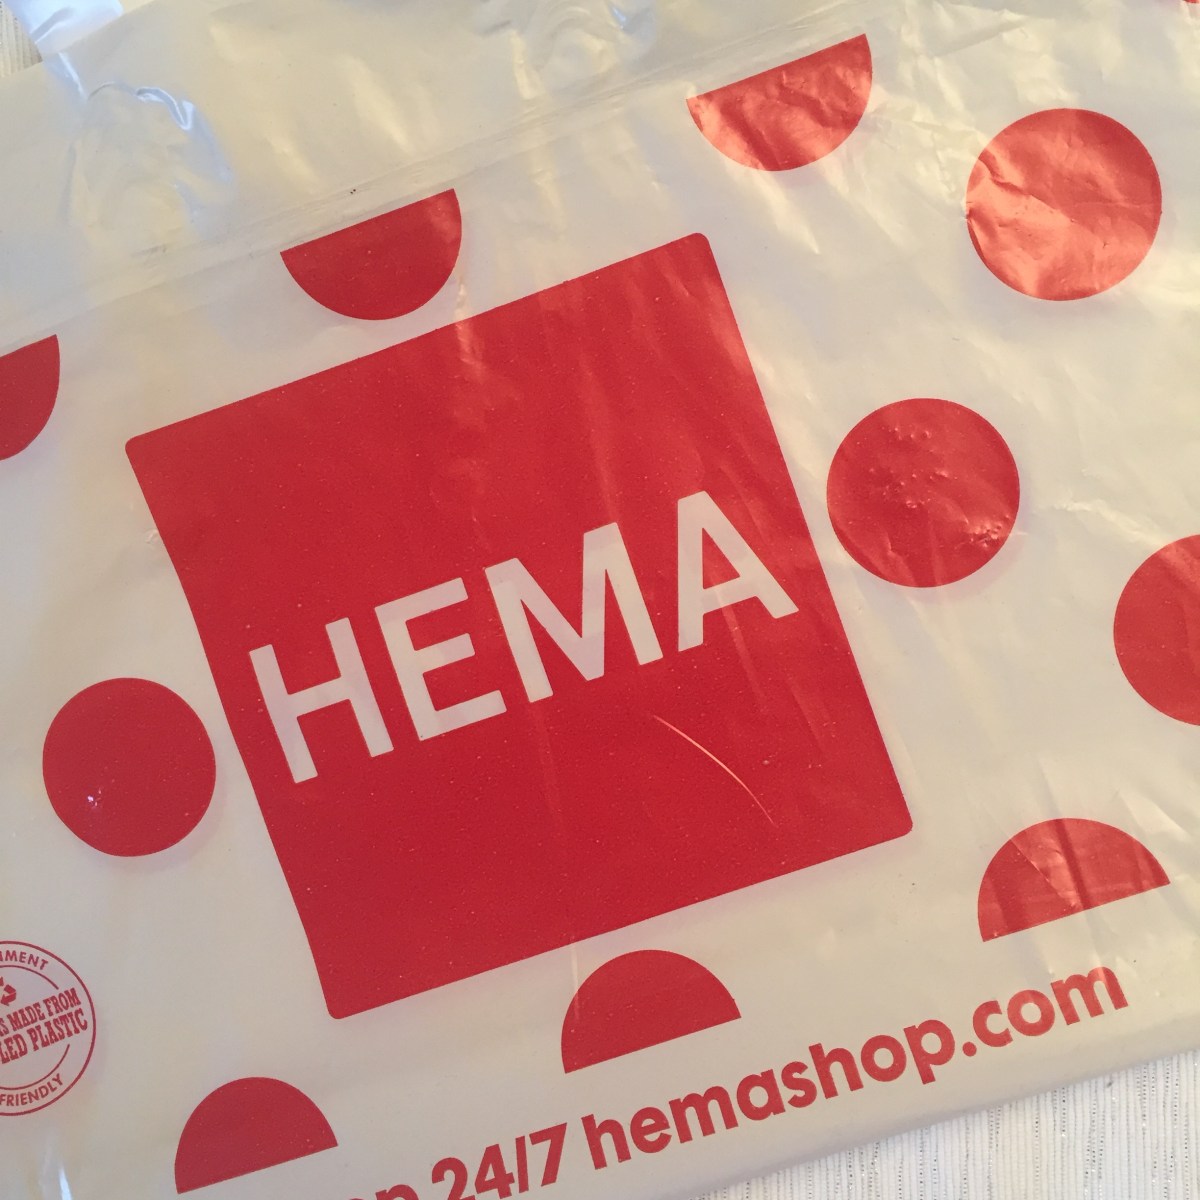 HEMA
MADE FROM
PLASTIC
FRIENDLY
24/7 hemashop.com